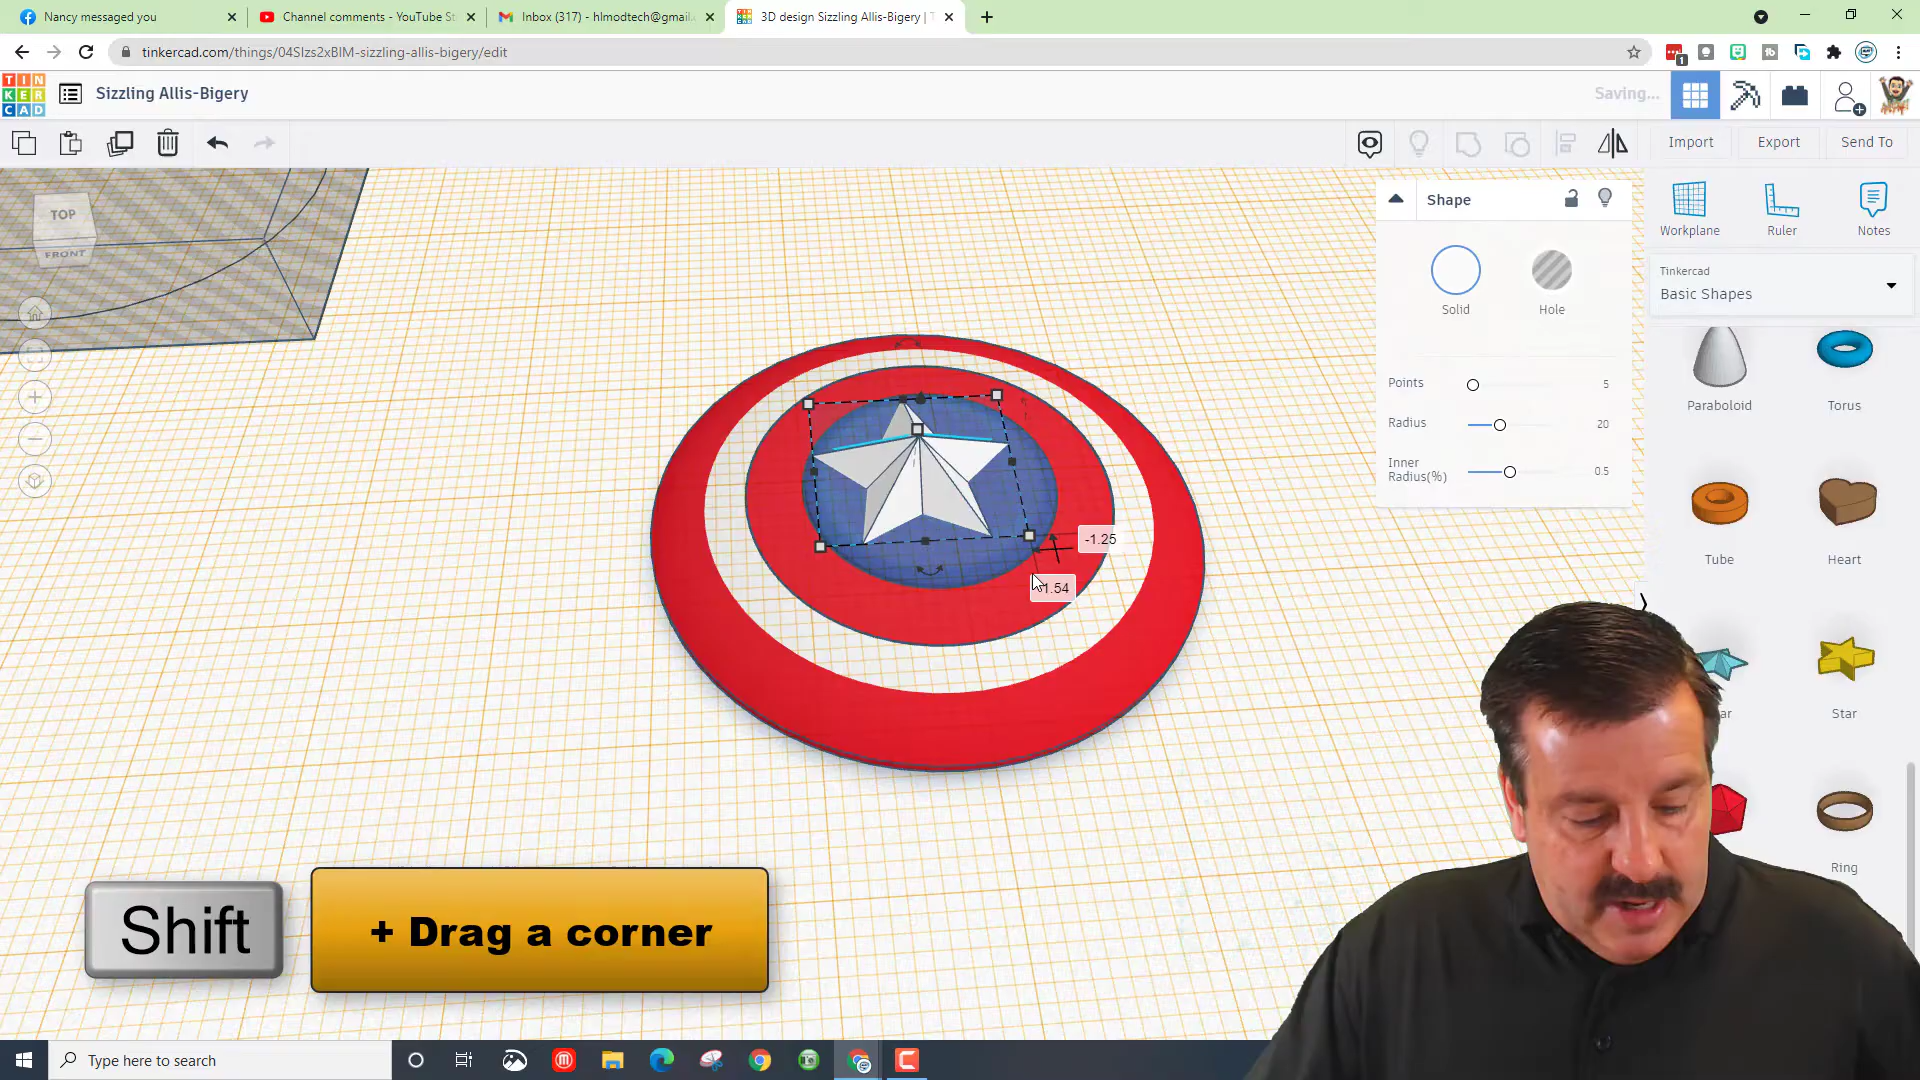 Nancy messaged you
Channel comments - YouTube St
Inbox (317) - hlmodtech@gmail.
3D design Sizzling Allis-Bigery | T
tinkercad.com/things/04SIzs2xBIM-sizzling-allis-bigery/edit
1
TIN
KER
CAD
Sizzling Allis-Bigery
Saving...
Import
Export
Send To
TOP
FRONT
Shape
Solid
Hole
Points
5
Radius
20
Inner
Radius(%)
0.5
Workplane
Ruler
Notes
Tinkercad
Basic Shapes
Paraboloid
Torus
Tube
Heart
Star
Ring
-1.25
1.54
Shift
+ Drag a corner
Type here to search